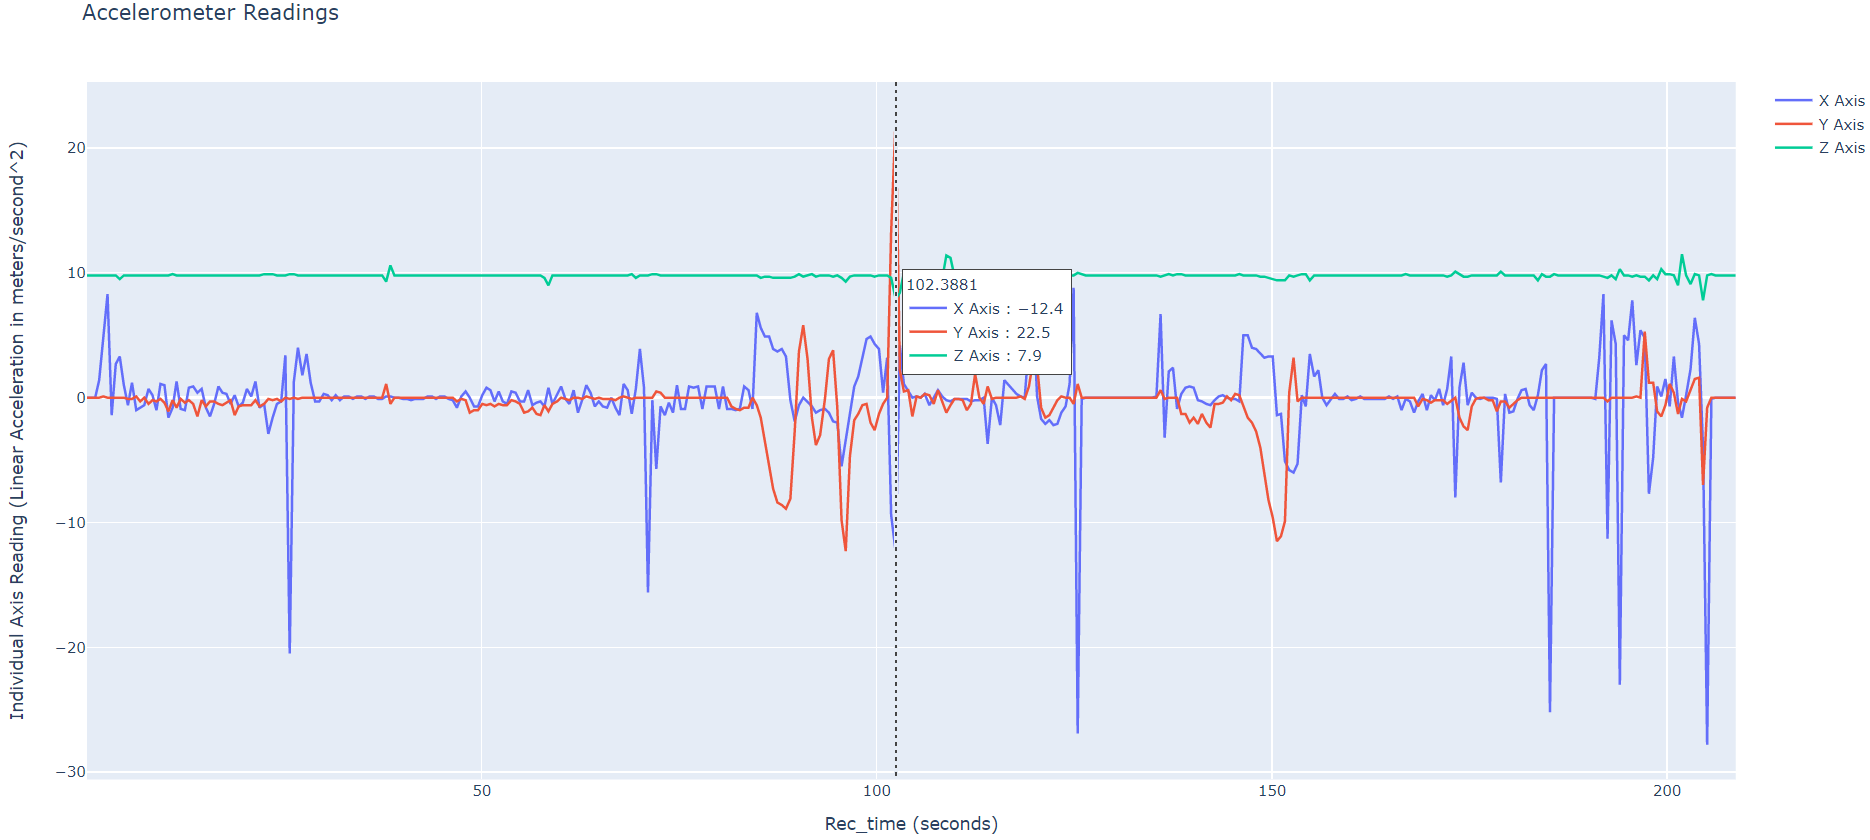 Accelerometer Readings
X Axis
Y Axis
Z Axis
Individual Axis Reading (Linear Acceleration in meters/second^2)
20
10
0
−10
−20
−30
102.3881
X Axis : −12.4
Y Axis : 22.5
Z Axis : 7.9
50
100
150
200
Rec_time (seconds)